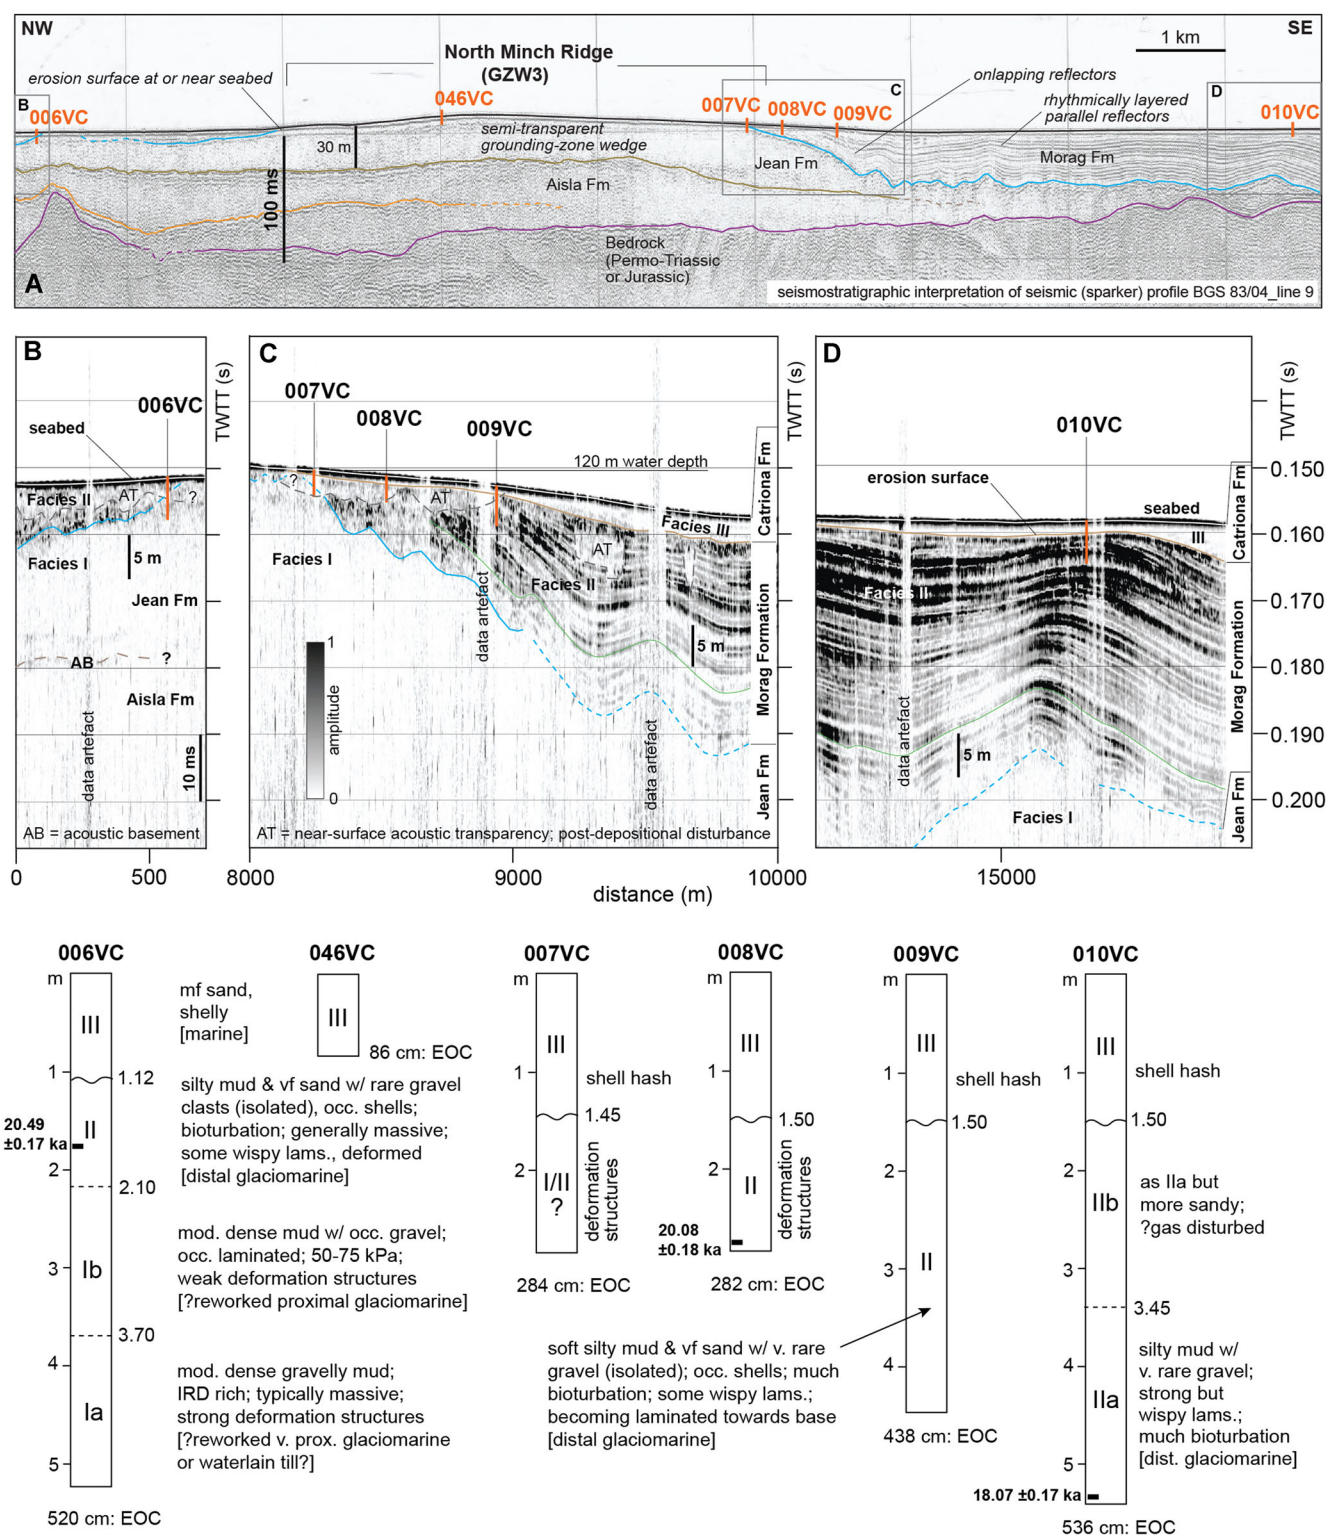 NW
SE
North Minch Ridge
(GZW3)
1 km
erosion surface at or near seabed
onlapping reflectors
rhythmically layered
parallel reflectors
B
006VC
046VC
007VC
008VC
009VC
C
D
010VC
30 m
semi-transparent
grounding-zone wedge
Jean Fm
Morag Fm
Aisla Fm
100 ms
Bedrock
(Permo-Triassic
or Jurassic)
A
seismostratigraphic interpretation of seismic (sparker) profile BGS 83/04_line 9
B
006VC
seabed
Facies II
AT
?
Facies I
5 m
Jean Fm
AB
?
Aisla Fm
data artefact
10 ms
AB = acoustic basement
TWTT (s)
0
500
C
007VC
008VC
009VC
120 m water depth
?
AT
Facies III
AT
Facies I
Facies II
data artefact
5 m
1
amplitude
0
data artefact
AT = near-surface acoustic transparency; post-depositional disturbance
Catriona Fm
Morag Formation
Jean Fm
TWTT (s)
8000
9000
10000
distance (m)
D
010VC
erosion surface
seabed
III
Facies II
data artefact
5 m
Facies I
Catriona Fm
Morag Formation
Jean Fm
TWTT (s)
0.150
0.160
0.170
0.180
0.190
0.200
15000
006VC
m
III
1
1.12
20.49
±0.17 ka
II
2
2.10
3
Ib
3.70
4
Ia
5
520 cm: EOC
mf sand,
shelly
[marine]
silty mud & vf sand w/ rare gravel
clasts (isolated), occ. shells;
bioturbation; generally massive;
some wispy lams., deformed
[distal glaciomarine]
mod. dense mud w/ occ. gravel;
occ. laminated; 50-75 kPa;
weak deformation structures
[?reworked proximal glaciomarine]
mod. dense gravelly mud;
IRD rich; typically massive;
strong deformation structures
[?reworked v. prox. glaciomarine
or waterlain till?]
046VC
III
86 cm: EOC
007VC
m
III
1
shell hash
1.45
2
I/II
?
deformation
structures
284 cm: EOC
008VC
m
III
1
1.50
2
II
deformation
structures
20.08
±0.18 ka
282 cm: EOC
soft silty mud & vf sand w/ v. rare
gravel (isolated); occ. shells; much
bioturbation; some wispy lams.;
becoming laminated towards base
[distal glaciomarine]
009VC
m
III
1
shell hash
1.50
2
3
II
4
438 cm: EOC
010VC
m
III
1
shell hash
1.50
2
IIb
as IIa but
more sandy;
?gas disturbed
3
3.45
4
IIa
silty mud w/
v. rare gravel;
strong but
wispy lams.;
much bioturbation
[dist. glaciomarine]
5
18.07 ±0.17 ka
536 cm: EOC